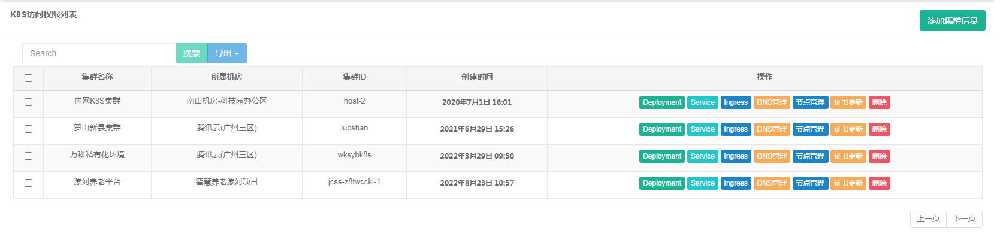 K8S访问权限列表
添加集群信息
Search 搜索 导出
集群名称 所属机房 集群ID 创建时间 操作
内网K8S集群 南山机房-科技园办公区 host-2 2020年7月1日 16:01 Deployment Service Ingress DNS管理 节点管理 证书更新 删除
罗山新县集群 腾讯云(广州三区) luoshan 2021年6月29日 15:26 Deployment Service Ingress DNS管理 节点管理 证书更新 删除
万科私有化环境 腾讯云(广州三区) wksyhk8s 2022年3月29日 09:50 Deployment Service Ingress DNS管理 节点管理 证书更新 删除
漯河养老平台 智慧养老漯河项目 jcss-z8twccki-1 2022年8月23日 10:57 Deployment Service Ingress DNS管理 节点管理 证书更新 删除
上一页 下一页